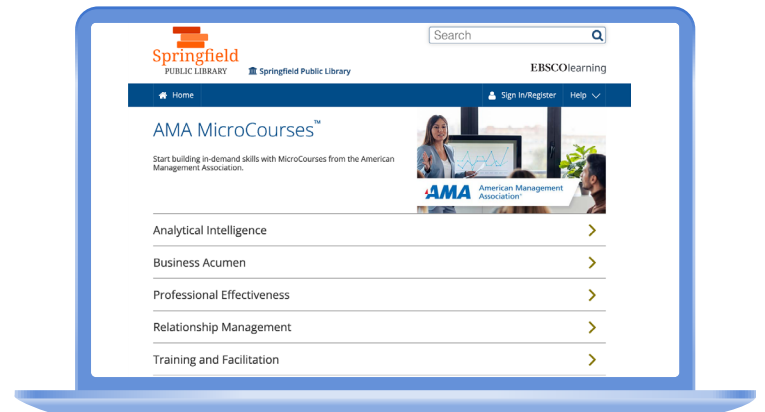 Search
Springfield
PUBLIC LIBRARY
Springfield Public Library
EBSCOlearning
Home
Sign In/Register
Help
AMA MicroCourses™
Start building in-demand skills with MicroCourses from the American
Management Association.
AMA
American Management
Association®
Analytical Intelligence
Business Acumen
Professional Effectiveness
Relationship Management
Training and Facilitation